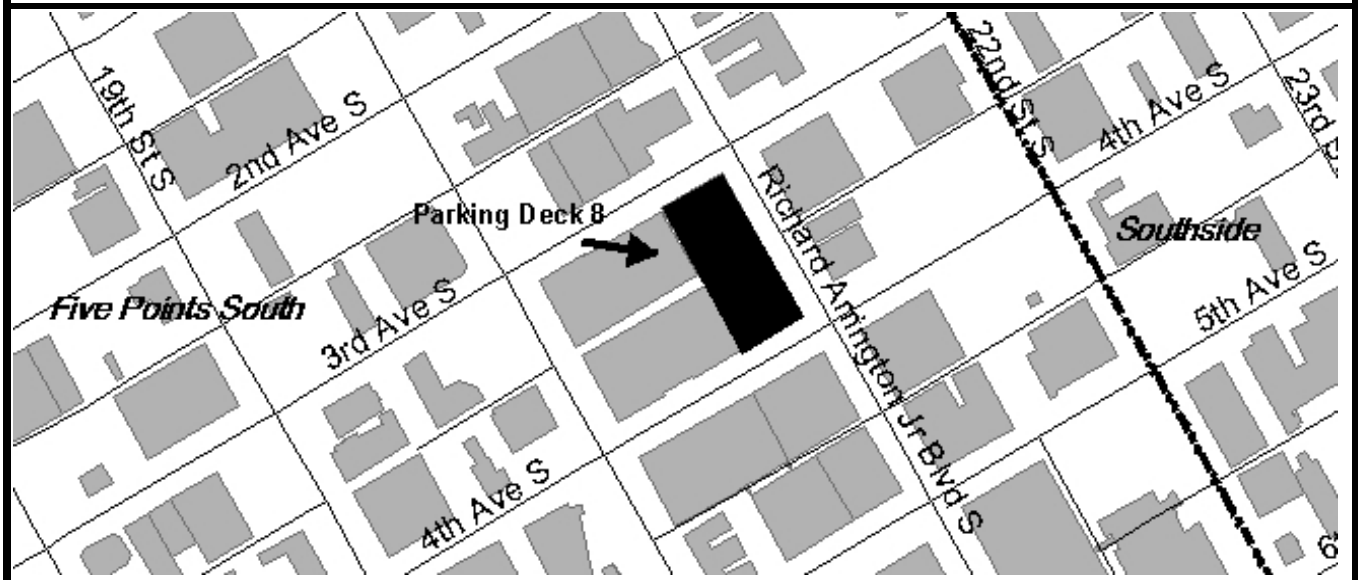 19th St S
2nd Ave S
22nd St S
4th Ave S
Parking Deck 8
Richard Arrington Jr Blvd S
Southside
Five Points South
3rd Ave S
5th Ave S
4th Ave S